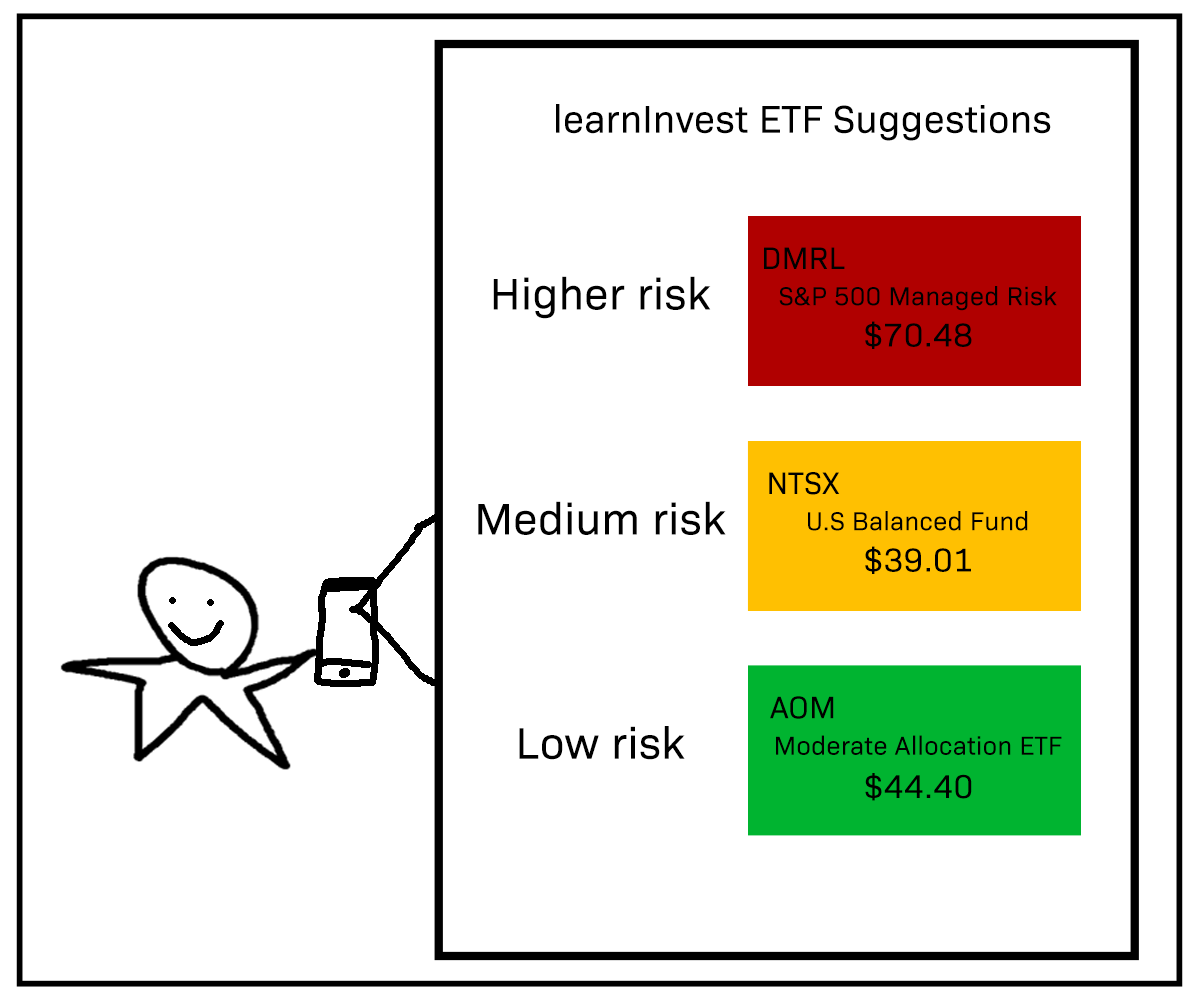 learnInvest ETF Suggestions
Higher risk
DMRL
S&P 500 Managed Risk
$70.48
Medium risk
NTSX
U.S Balanced Fund
$39.01
Low risk
AOM
Moderate Allocation ETF
$44.40